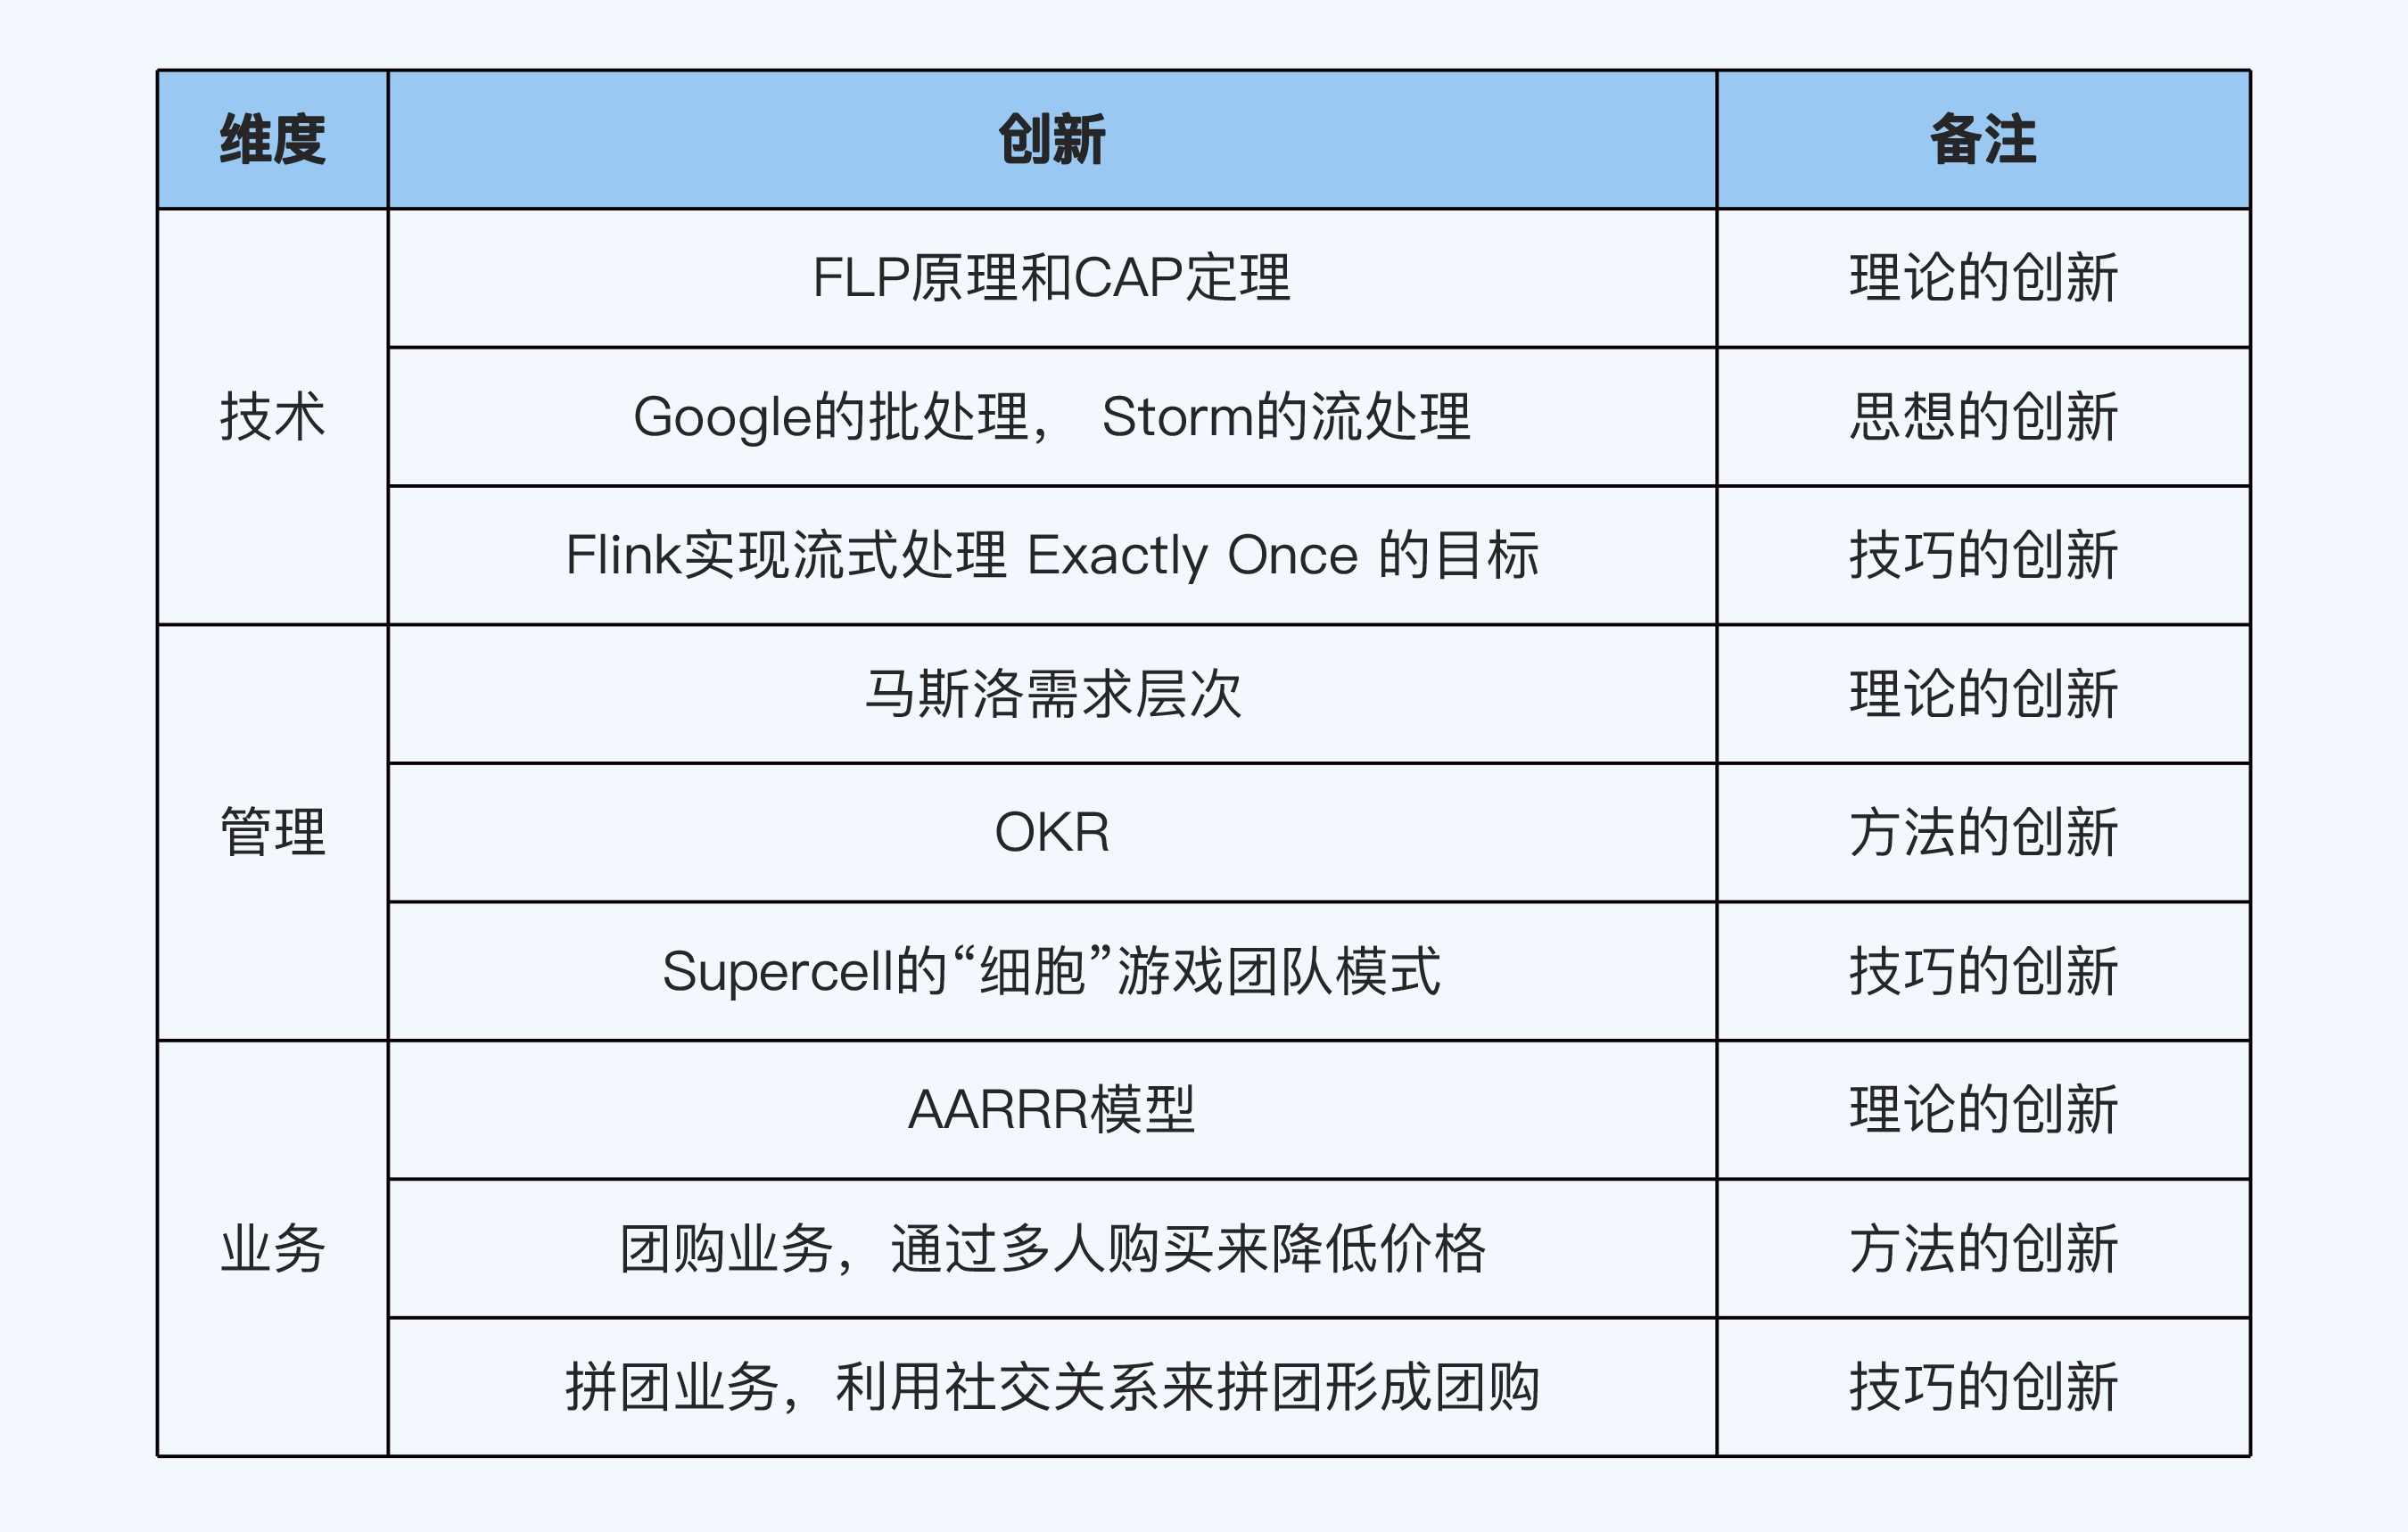 维度 创新 备注
技术
FLP原理和CAP定理 理论的创新
Google的批处理， Storm的流处理 思想的创新
Flink实现流式处理 Exactly Once 的目标 技巧的创新
管理
马斯洛需求层次 理论的创新
OKR 方法的创新
Supercell的“细胞”游戏团队模式 技巧的创新
业务
AARRR模型 理论的创新
团购业务，通过多人购买来降低价格 方法的创新
拼团业务，利用社交关系来拼团形成团购 技巧的创新